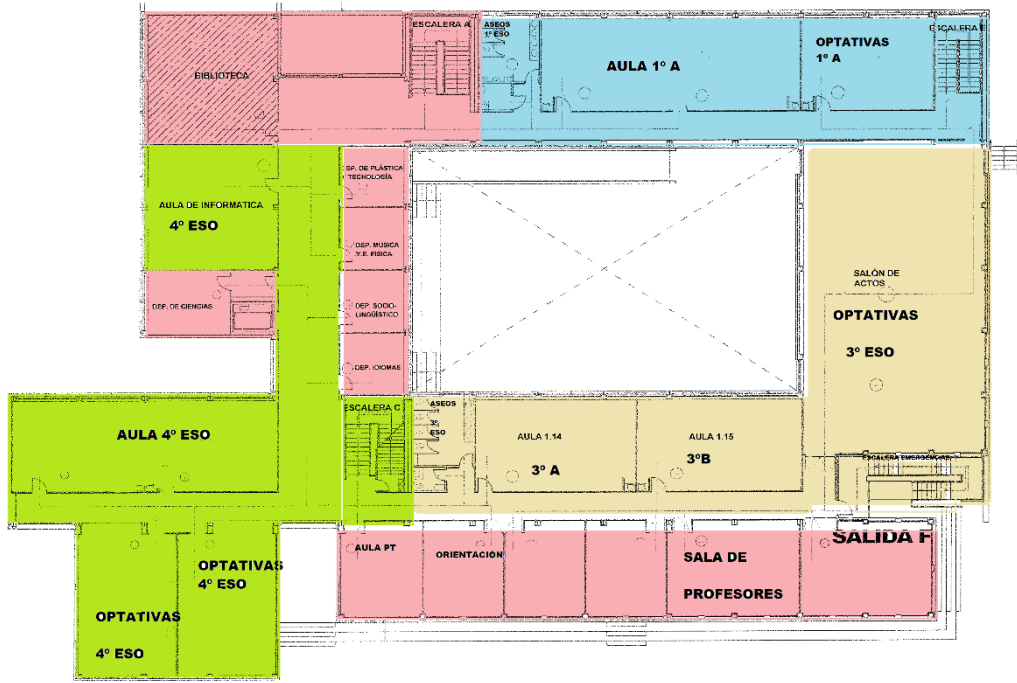 ESCALERA A
ASEOS
1º ESO
OPTATIVAS
1º A
ESCALERA E
AULA 1º A
BIBLIOTECA
DEP. DE PLÁSTICA
TECNOLOGÍA
AULA DE INFORMATICA
4º ESO
DEP. MÚSICA
Y.E. FISICA
SALÓN DE
ACTOS
OPTATIVAS
3º ESO
DEP. DE CIENCIAS
DEP. SOCIO-
LINGÜÍSTICO
DEP. IDIOMAS
ESCALERA C
ASEOS
3º
ESO
AULA 4º ESO
AULA 1.14
3º A
AULA 1.15
3ºB
ESCALERA EMERGENCIAS
SALIDA F
AULA PT
ORIENTACIÓN
SALA DE
PROFESORES
OPTATIVAS
4º ESO
OPTATIVAS
4º ESO